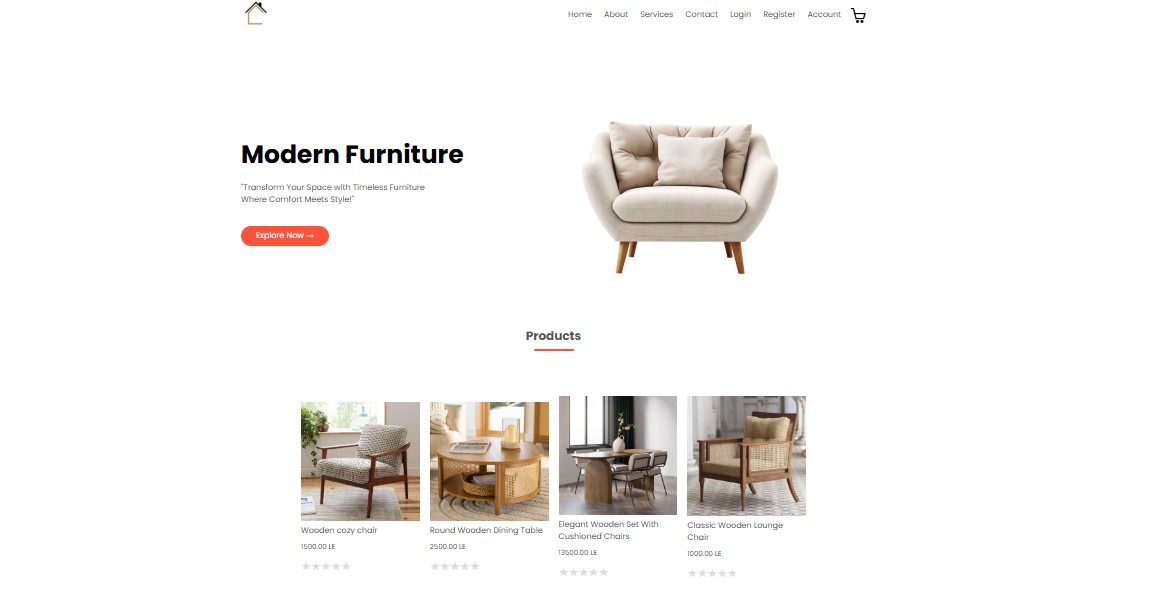 Home About Services Contact Login Register Account
Modern Furniture
"Transform Your Space with Timeless Furniture
Where Comfort Meets Style!"
Explore Now →
Products
Wooden cozy chair
1500.00 LE
Round Wooden Dining Table
2500.00 LE
Elegant Wooden Set With
Cushioned Chairs
13500.00 LE
Classic Wooden Lounge
Chair
1000.00 LE